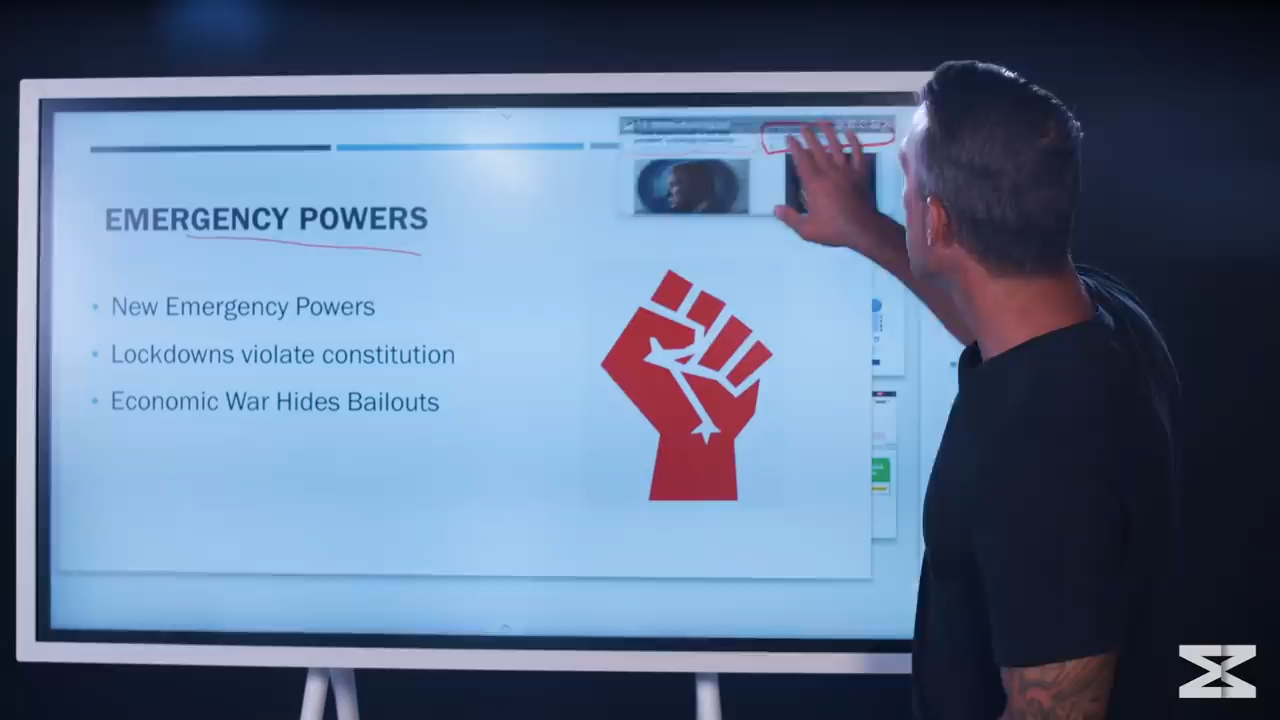 EMERGENCY POWERS
New Emergency Powers
Lockdowns violate constitution
Economic War Hides Bailouts